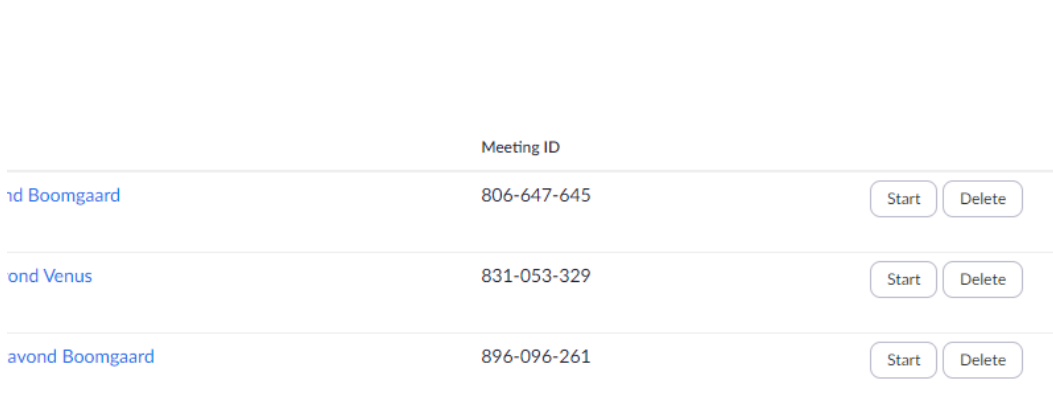 Meeting ID
nd Boomgaard 806-647-645 Start Delete
ond Venus 831-053-329 Start Delete
avond Boomgaard 896-096-261 Start Delete